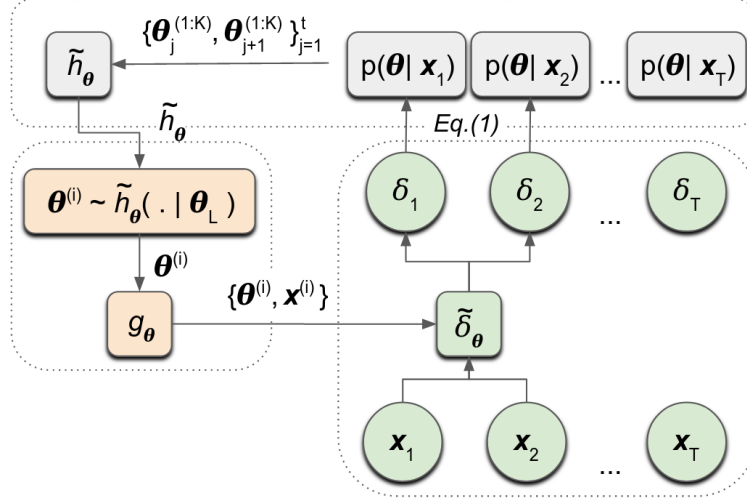 h̃_θ
{θ_j^(1:K), θ_{j+1}^(1:K)}_{j=1}^t
p(θ| x_1) p(θ| x_2) ... p(θ| x_T)
h̃_θ
Eq.(1)
θ^(i) ~ h̃_θ( . | θ_L )
δ_1 δ_2 ... δ_T
θ^(i)
{θ^(i), x^(i)}
g_θ
δ̃_θ
x_1 x_2 ... x_T